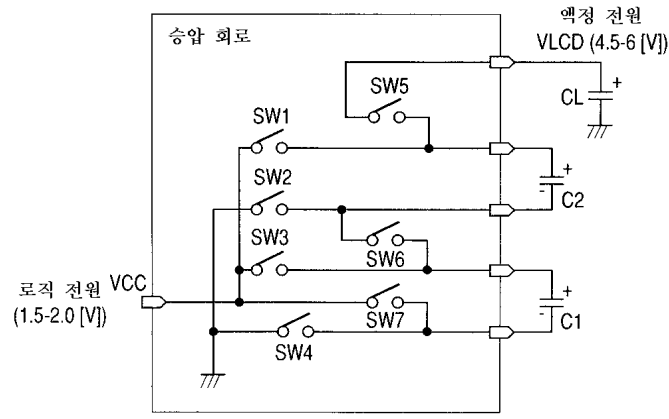 승압 회로
액정 전원
VLCD (4.5-6 [V])
SW5
+
CL
SW1
+
-
C2
SW2
SW3
SW6
+
-
C1
로직 전원 VCC
(1.5-2.0 [V])
SW7
SW4